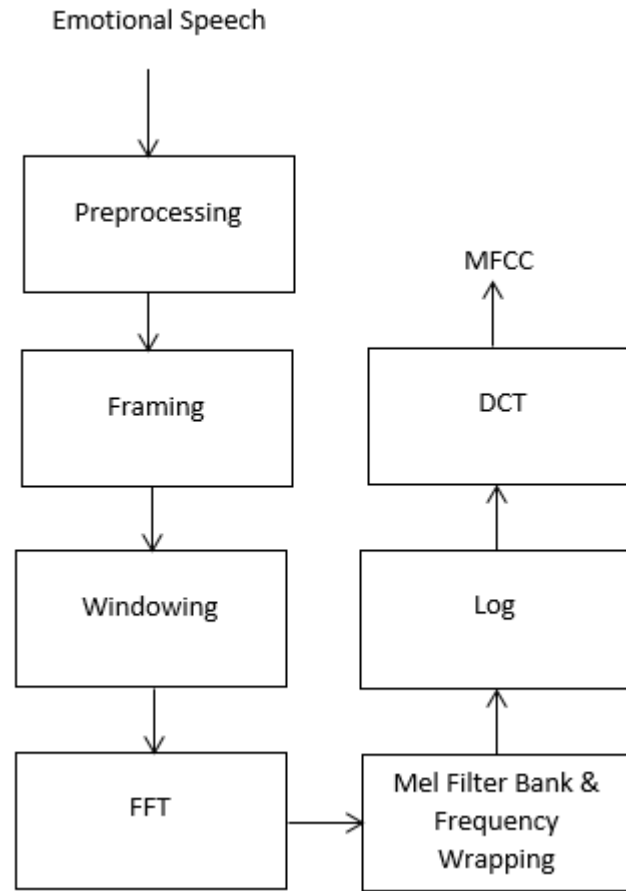 Emotional Speech
Preprocessing
Framing
Windowing
FFT
Mel Filter Bank &
Frequency
Wrapping
Log
DCT
MFCC